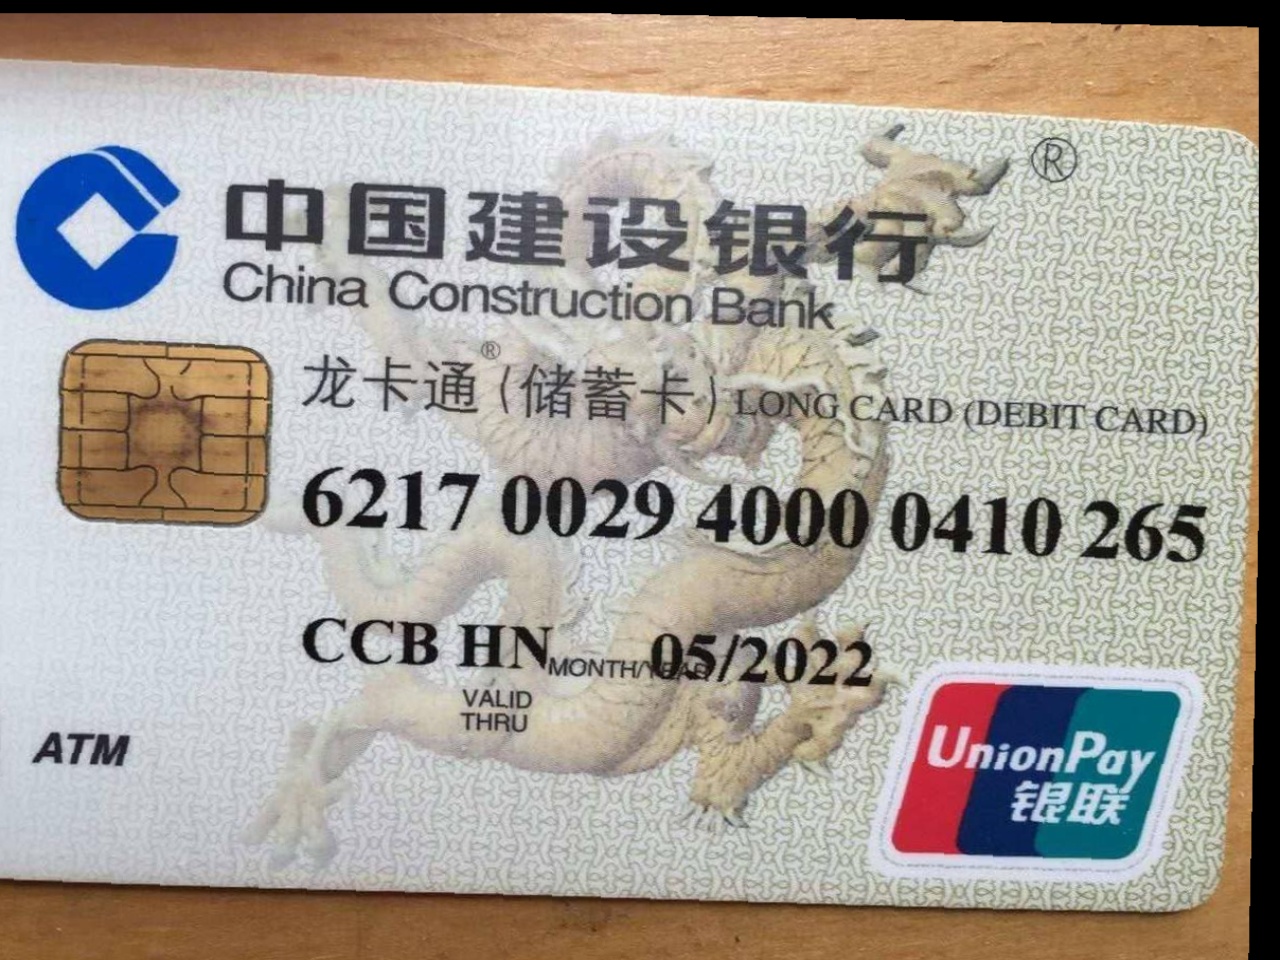 ®
中国建设银行
China Construction Bank
龙卡通®(储蓄卡) LONG CARD (DEBIT CARD)
6217 0029 4000 0410 265
CCB HN MONTH/YEAR 05/2022
VALID
THRU
ATM
UnionPay
银联